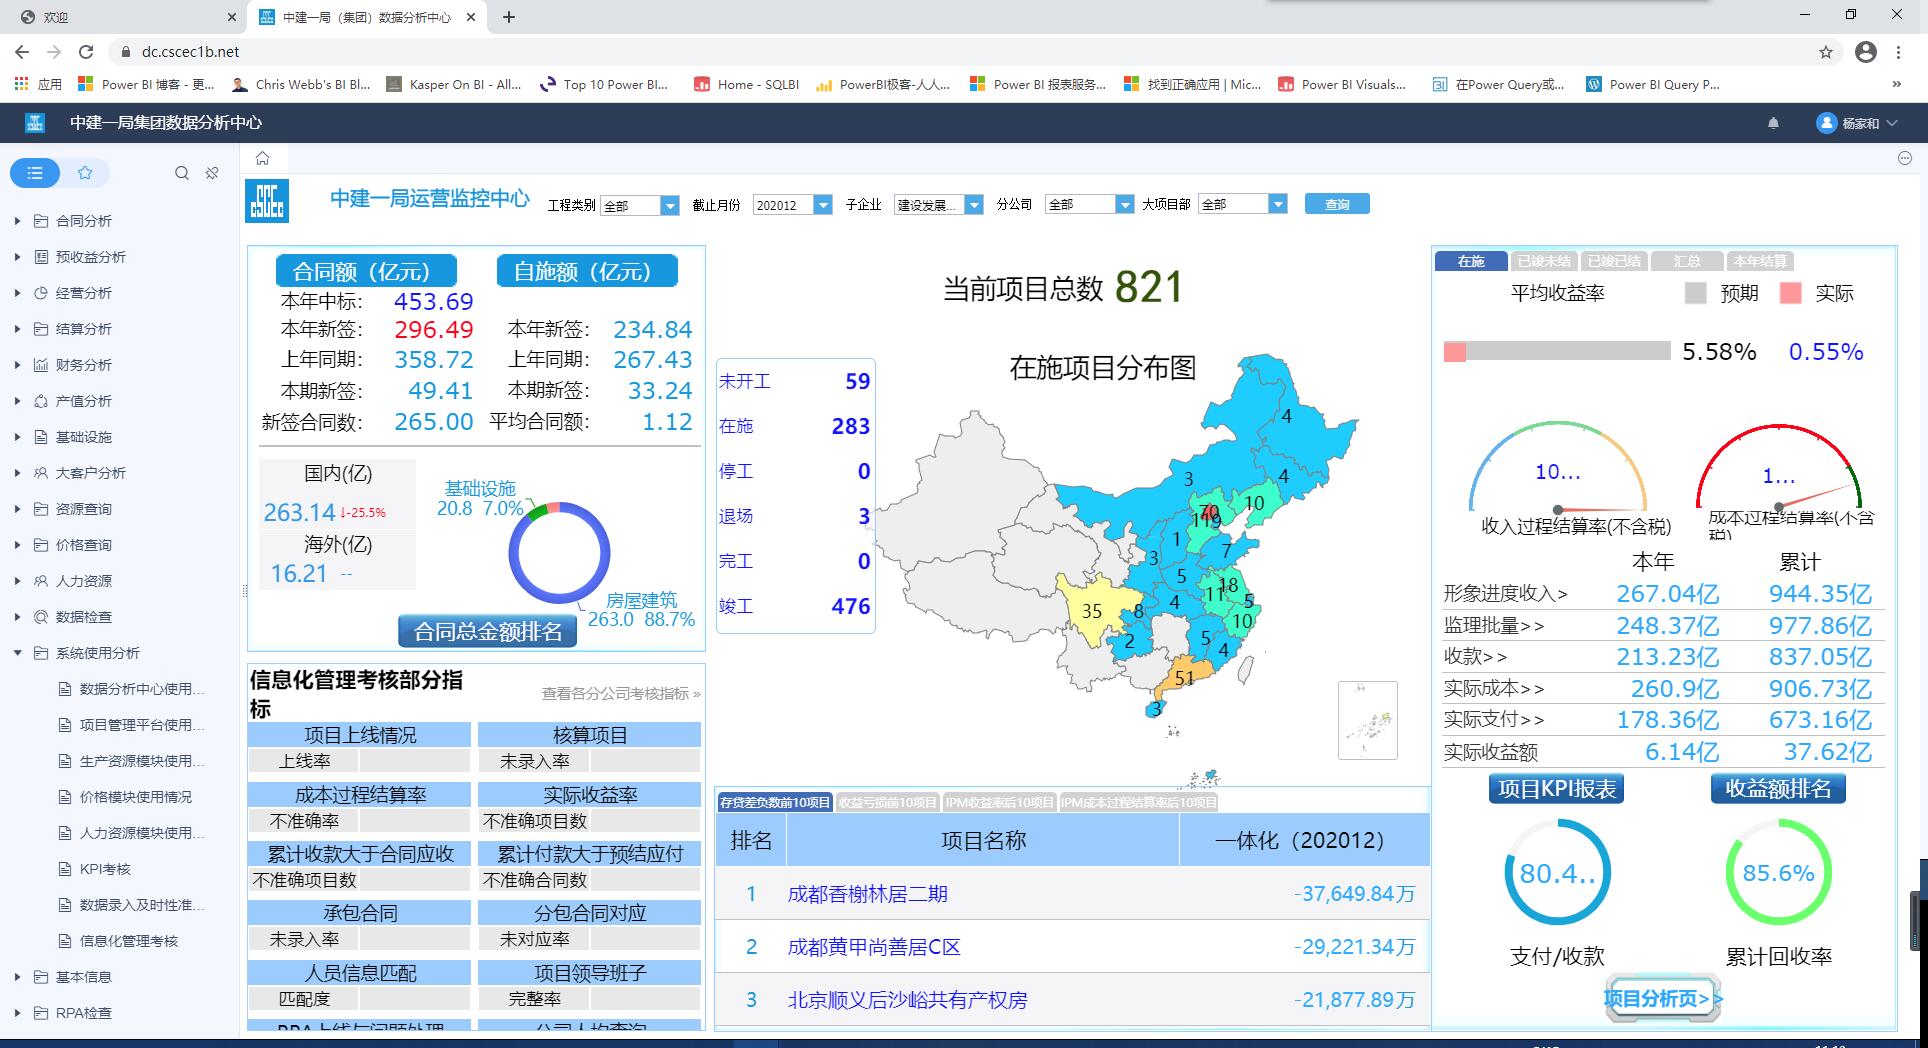 欢迎
中建一局（集团）数据分析中心
dc.cscec1b.net
应用
Power BI 博客 - 更...
Chris Webb's BI Bl...
Kasper On BI - All...
Top 10 Power BI...
Home - SQLBI
PowerBI极客-人人...
Power BI 报表服务...
找到正确应用 | Mic...
Power BI Visuals...
在Power Query或...
Power BI Query P...
中建一局集团数据分析中心
杨家和
合同分析
预收益分析
经营分析
结算分析
财务分析
产值分析
基础设施
大客户分析
资源查询
价格查询
人力资源
数据检查
系统使用分析
数据分析中心使用...
项目管理平台使用...
生产资源模块使用...
价格模块使用情况
人力资源模块使用...
KPI考核
数据录入及时性准...
信息化管理考核
基本信息
RPA检查
中建一局运营监控中心
工程类别 全部
截止月份 202012
子企业 建设发展...
分公司 全部
大项目部 全部
查询
合同额（亿元）
自施额（亿元）
本年中标： 453.69
本年新签： 296.49 本年新签： 234.84
上年同期： 358.72 上年同期： 267.43
本期新签： 49.41 本期新签： 33.24
新签合同数： 265.00 平均合同额： 1.12
国内(亿)
263.14 ↓-25.5%
海外(亿)
16.21 --
基础设施
20.8 7.0%
房屋建筑
263.0 88.7%
合同总金额排名
信息化管理考核部分指标
查看各分公司考核指标 »
项目上线情况 核算项目
上线率 未录入率
成本过程结算率 实际收益率
不准确率 不准确项目数
累计收款大于合同应收 累计付款大于预结应付
不准确项目数 不准确合同数
承包合同 分包合同对应
未录入率 未对应率
人员信息匹配 项目领导班子
匹配度 完整率
当前项目总数 821
在施项目分布图
未开工 59
在施 283
停工 0
退场 3
完工 0
竣工 476
4
3
4
10
70
119
1
7
3
5
18
11
5
4
8
10
35
2
5
4
51
3
存贷差负数前10项目
收益亏损前10项目
IPM收益率后10项目
IPM成本过程结算率后10项目
排名 项目名称 一体化（202012）
1 成都香榭林居二期 -37,649.84万
2 成都黄甲尚善居C区 -29,221.34万
3 北京顺义后沙峪共有产权房 -21,877.89万
在施
已竣未结
已竣已结
汇总
本年结算
平均收益率 预期 实际
5.58% 0.55%
10...
收入过程结算率(不含税)
1...
成本过程结算率(不含税)
本年 累计
形象进度收入> 267.04亿 944.35亿
监理批量>> 248.37亿 977.86亿
收款>> 213.23亿 837.05亿
实际成本>> 260.9亿 906.73亿
实际支付>> 178.36亿 673.16亿
实际收益额 6.14亿 37.62亿
项目KPI报表
收益额排名
80.4..
85.6%
支付/收款
累计回收率
项目分析页>>